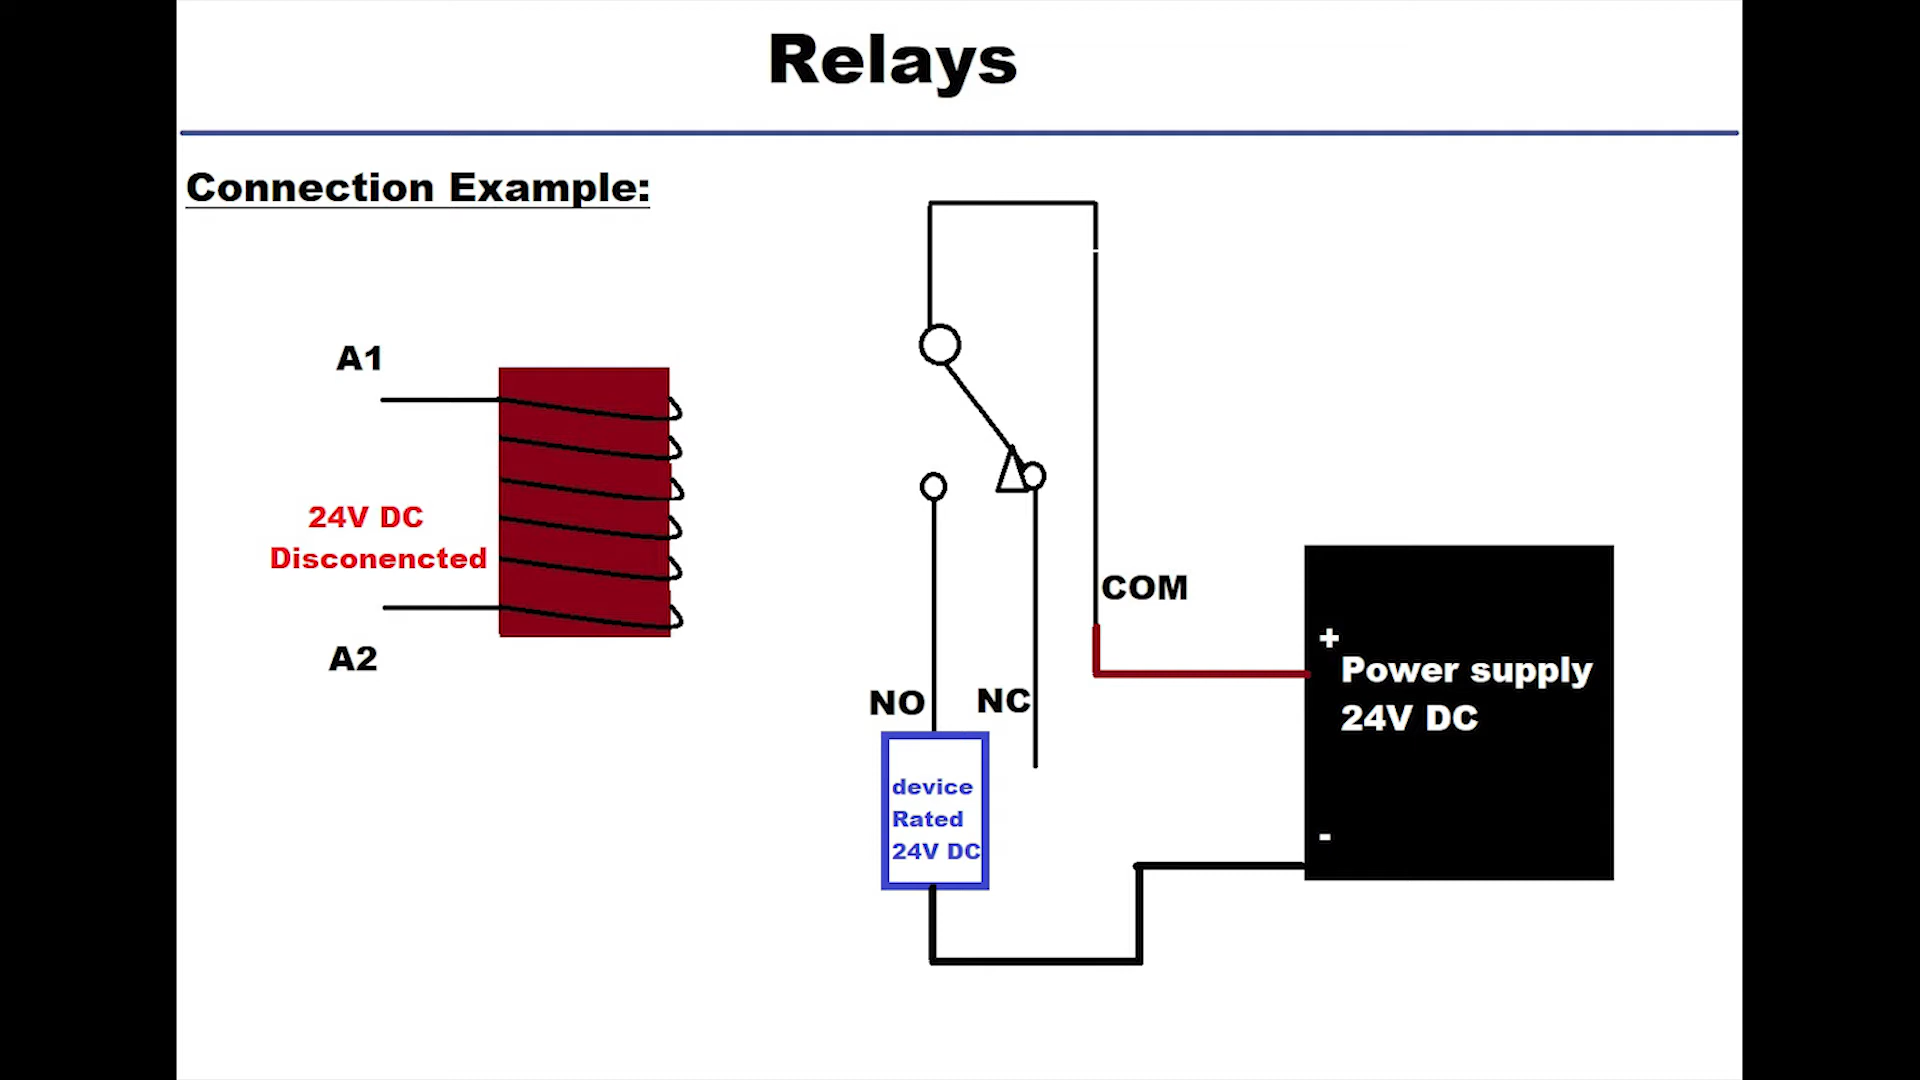 Relays
Connection Example:
A1
24V DC
Disconencted
A2
COM
NO
NC
device
Rated
24V DC
+
Power supply
24V DC
-